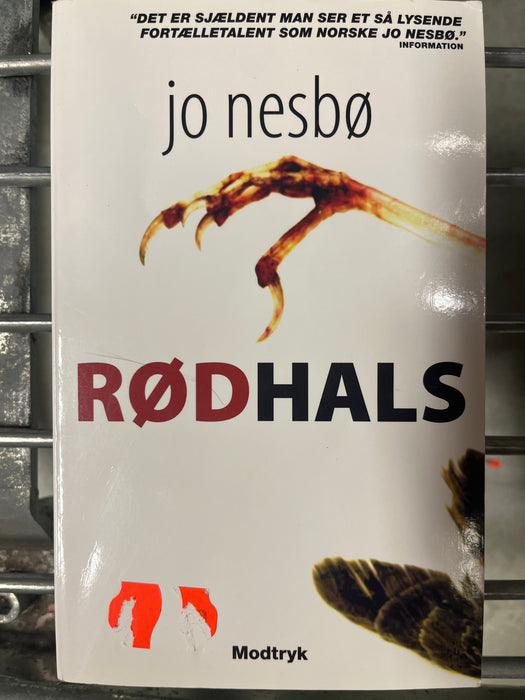 “DET ER SJÆLDENT MAN SER ET SÅ LYSENDE
FORTÆLLETALENT SOM NORSKE JO NESBØ.”
INFORMATION
jo nesbø
RØDHALS
Modtryk